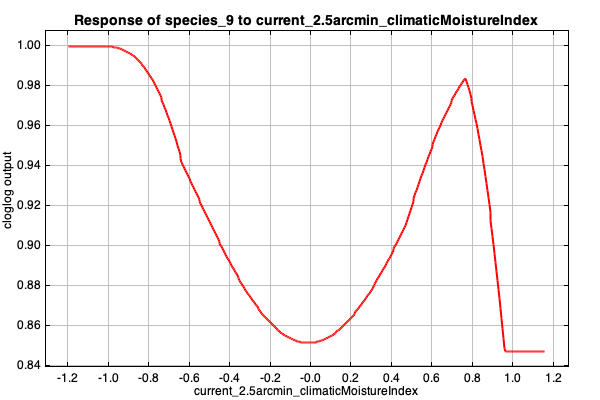 Response of species_9 to current_2.5arcmin_climaticMoistureIndex
cloglog output
1.00
0.98
0.96
0.94
0.92
0.90
0.88
0.86
0.84
-1.2 -1.0 -0.8 -0.6 -0.4 -0.2 -0.0 0.2 0.4 0.6 0.8 1.0 1.2
current_2.5arcmin_climaticMoistureIndex